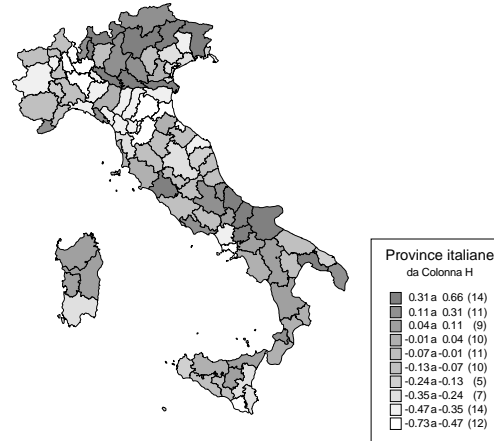 Province italiane
da Colonna H
0.31 a 0.66 (14)
0.11 a 0.31 (11)
0.04 a 0.11 (9)
-0.01 a 0.04 (10)
-0.07 a -0.01 (11)
-0.13 a -0.07 (10)
-0.24 a -0.13 (5)
-0.35 a -0.24 (7)
-0.47 a -0.35 (14)
-0.73 a -0.47 (12)